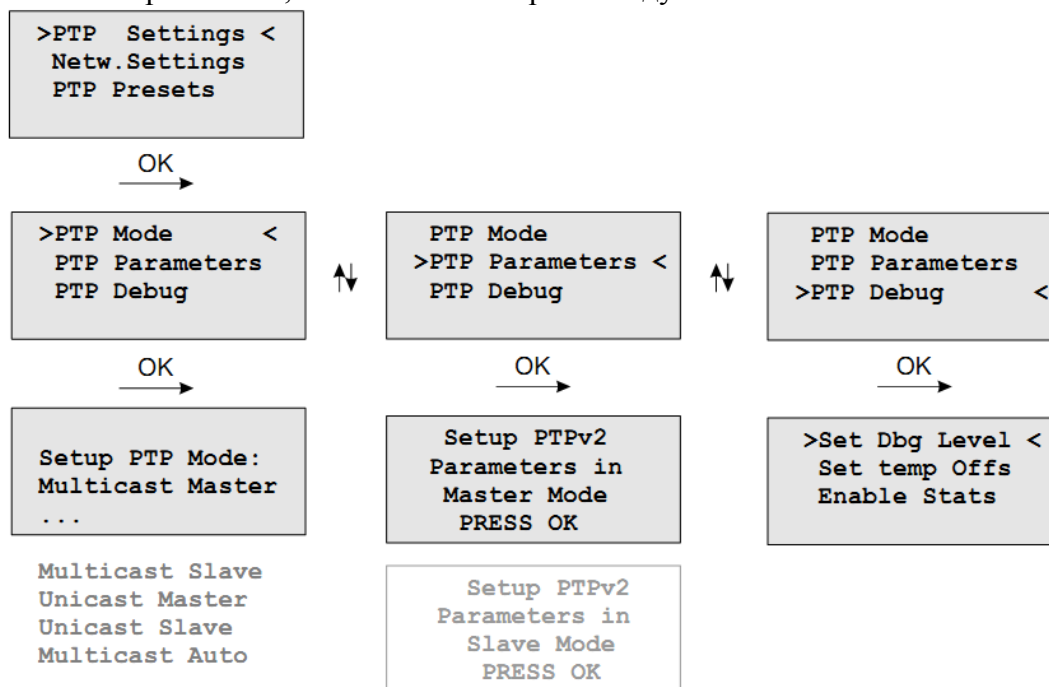 >PTP  Settings <
Netw.Settings
PTP Presets
OK
>PTP Mode       <
PTP Parameters
PTP Debug
PTP Mode
>PTP Parameters <
PTP Debug
PTP Mode
PTP Parameters
>PTP Debug      <
OK
OK
OK
Setup PTP Mode:
Multicast Master
...
Multicast Slave
Unicast Master
Unicast Slave
Multicast Auto
Setup PTPv2
Parameters in
Master Mode
PRESS OK
Setup PTPv2
Parameters in
Slave Mode
PRESS OK
>Set Dbg Level <
Set temp Offs
Enable Stats